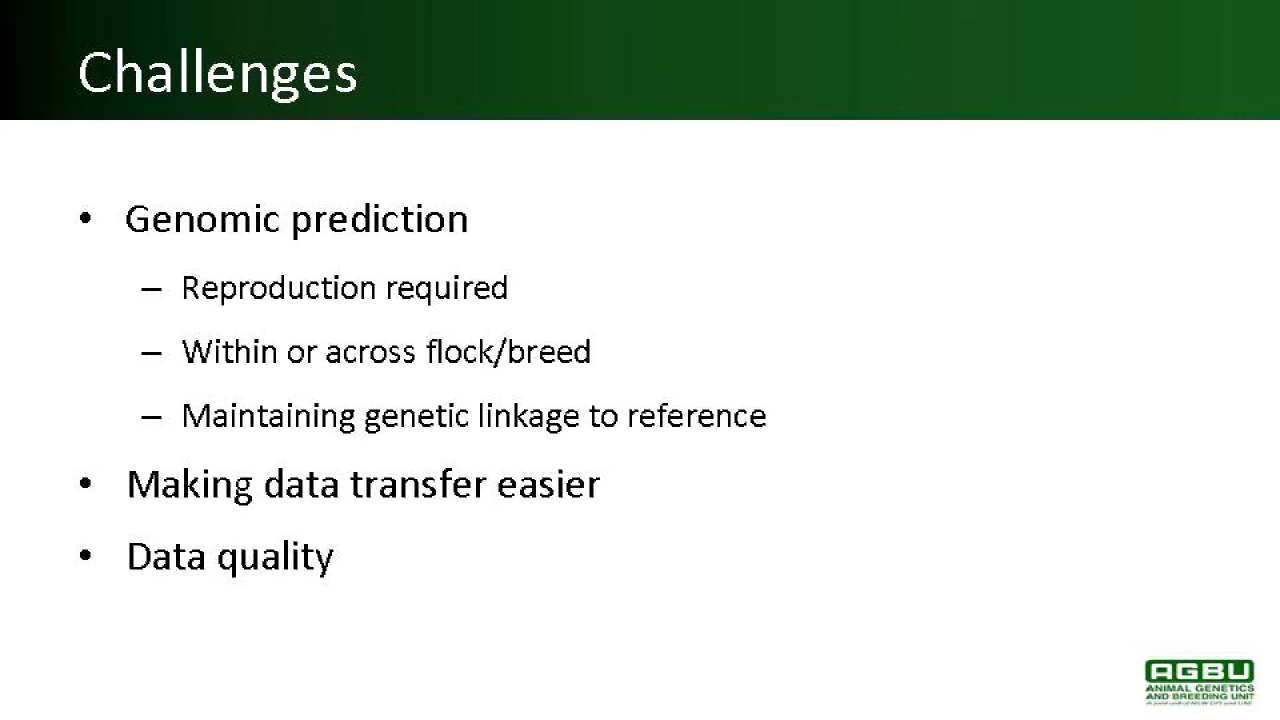 Challenges
• Genomic prediction
– Reproduction required
– Within or across flock/breed
– Maintaining genetic linkage to reference
• Making data transfer easier
• Data quality
AGBU
ANIMAL GENETICS
AND BREEDING UNIT